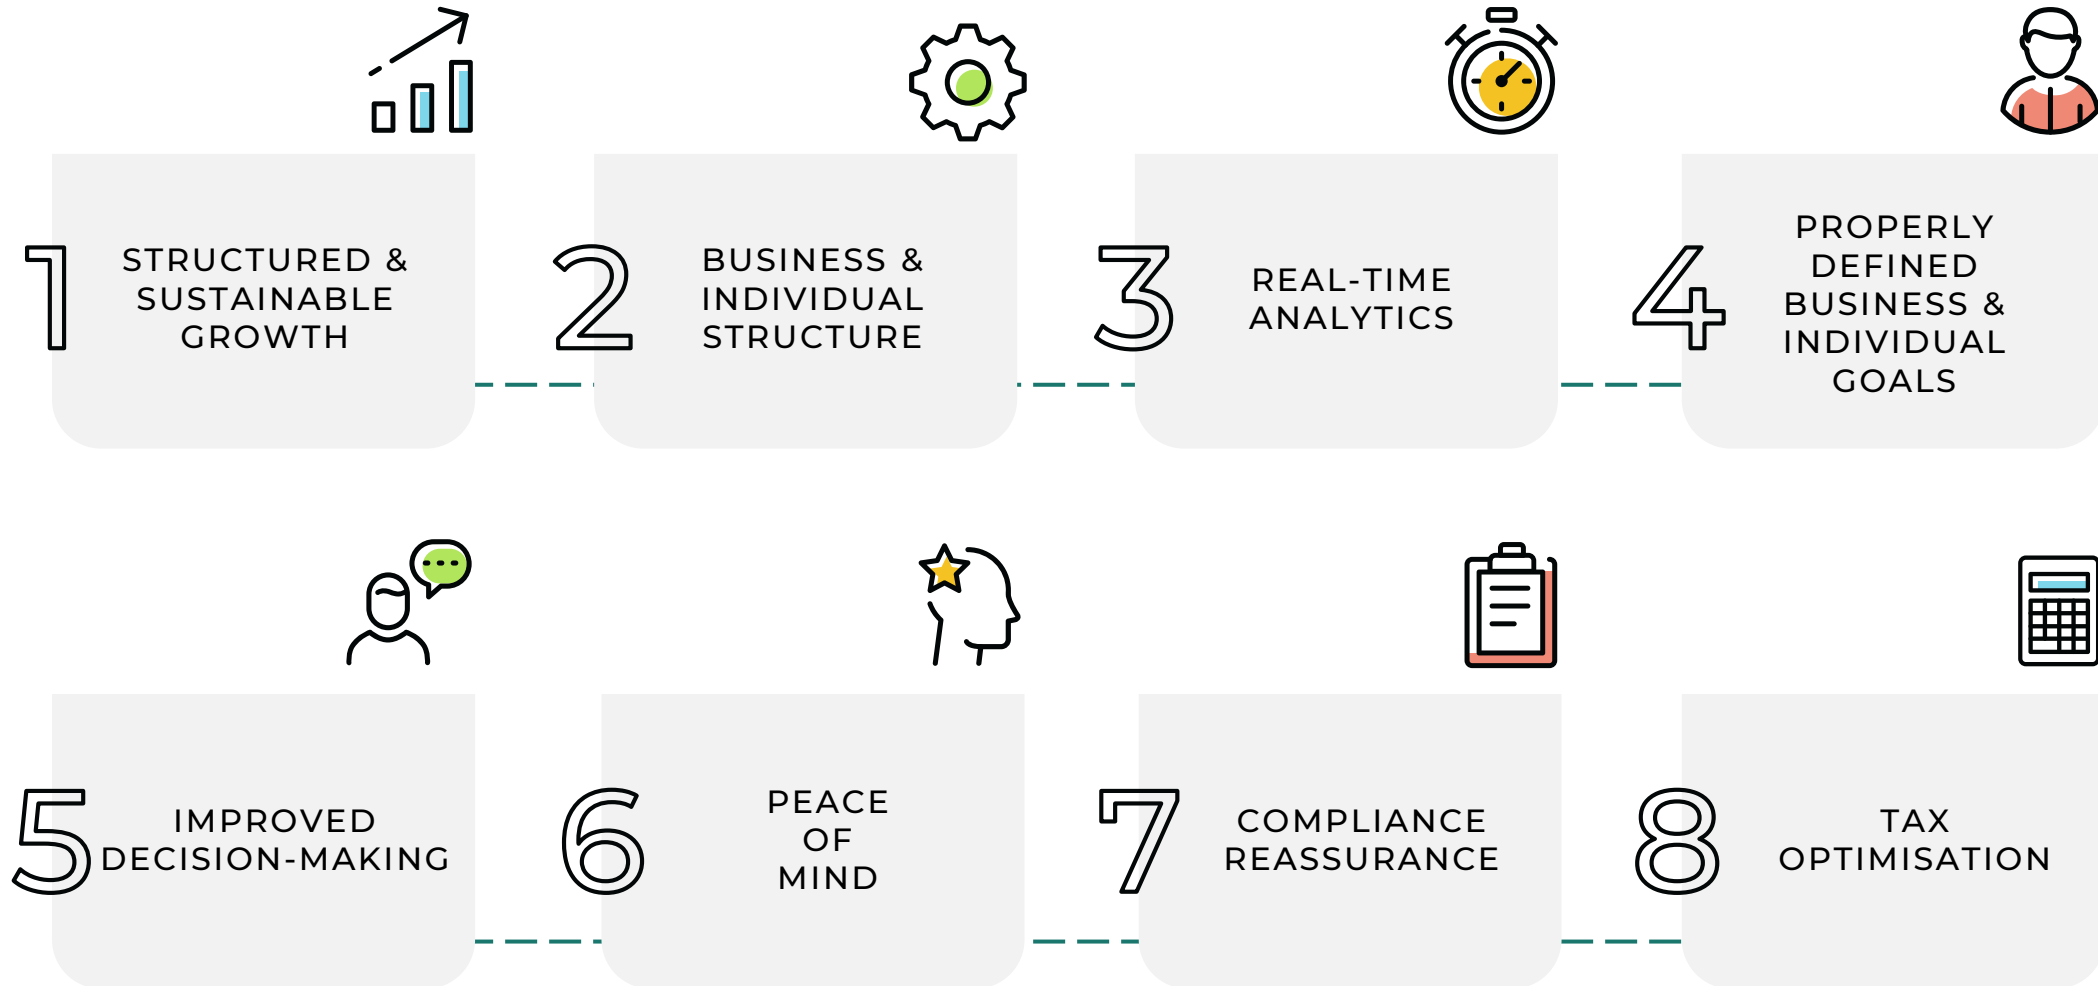 1
STRUCTURED &
SUSTAINABLE
GROWTH
2
BUSINESS &
INDIVIDUAL
STRUCTURE
3
REAL-TIME
ANALYTICS
4
PROPERLY
DEFINED
BUSINESS &
INDIVIDUAL
GOALS
5
IMPROVED
DECISION-MAKING
6
PEACE
OF
MIND
7
COMPLIANCE
REASSURANCE
8
TAX
OPTIMISATION